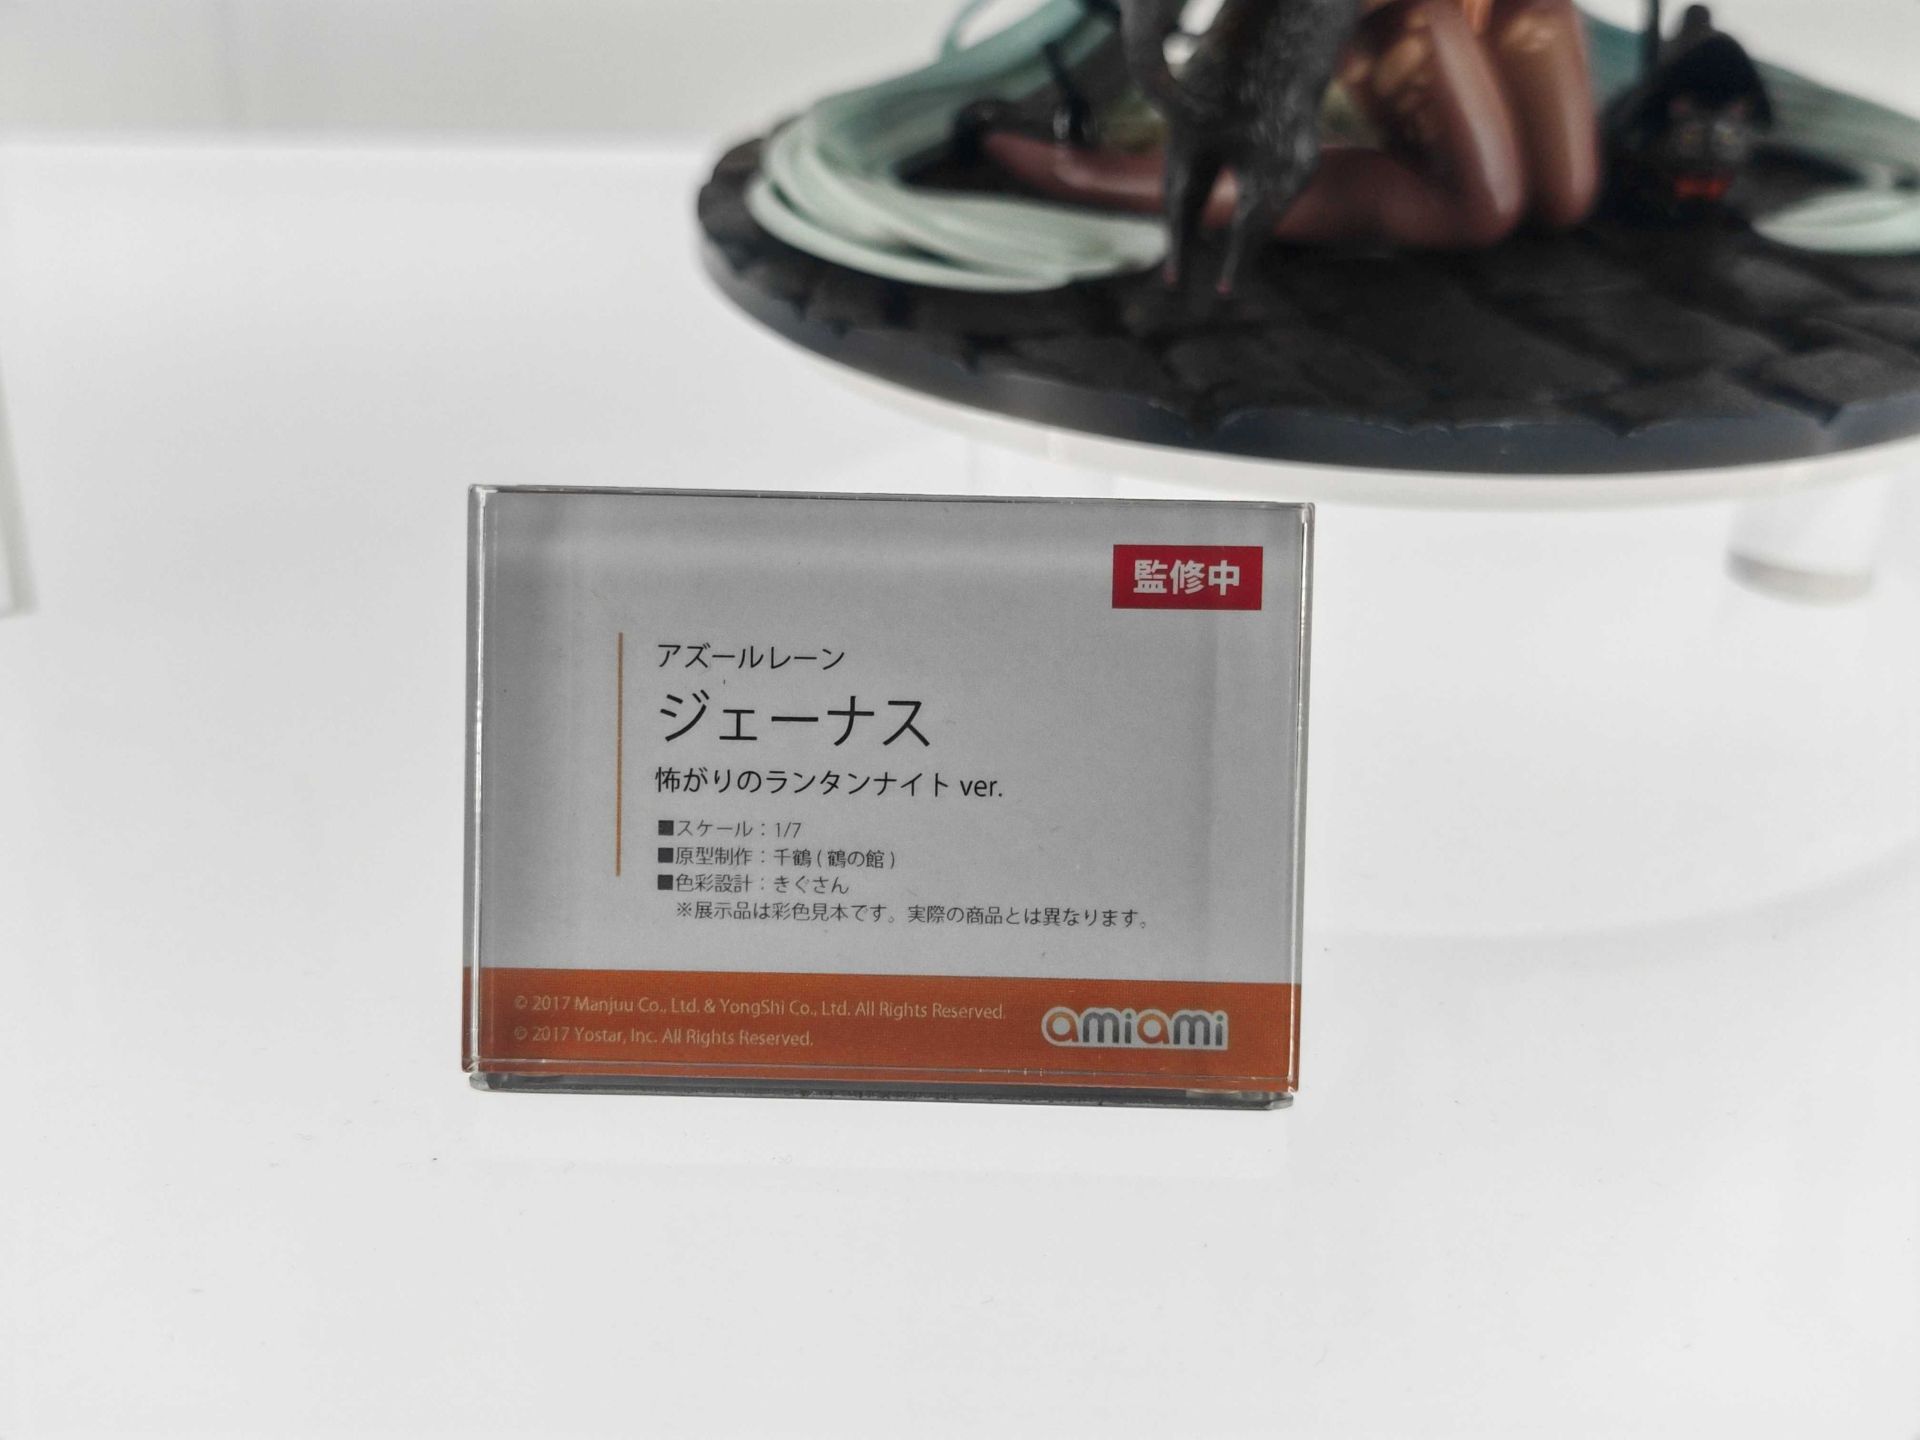 監修中
アズールレーン
ジェーナス
怖がりのランタンナイト ver.
■スケール：1/7
■原型制作：千鶴 ( 鶴の館 )
■色彩設計：きぐさん
※展示品は彩色見本です。実際の商品とは異なります。
© 2017 Manjuu Co., Ltd. & YongShi Co., Ltd. All Rights Reserved.
© 2017 Yostar, Inc. All Rights Reserved.
amiami